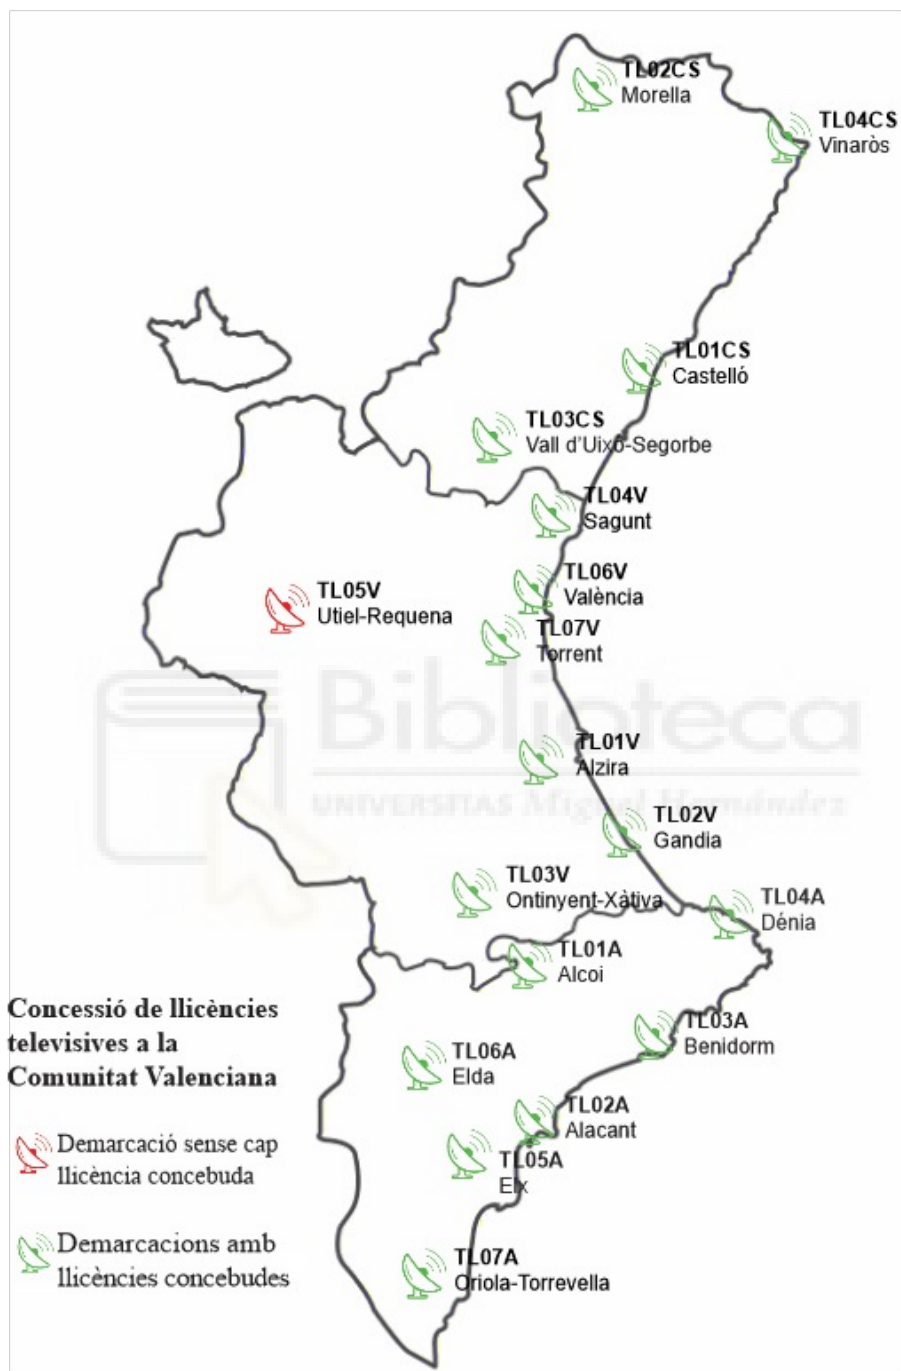 TL02CS
Morella
TL04CS
Vinaròs
TL01CS
Castelló
TL03CS
Vall d'Uixó-Segorbe
TL04V
Sagunt
TL05V
Utiel-Requena
TL06V
València
TL07V
Torrent
Biblioteca
UNIVERSITAS Miguel Hernández
TL01V
Alzira
TL02V
Gandia
TL03V
Ontinyent-Xàtiva
TL04A
Dénia
TL01A
Alcoi
Concessió de llicències
televisives a la
Comunitat Valenciana
TL03A
Benidorm
TL06A
Elda
TL02A
Alacant
TL05A
Elx
Demarcació sense cap
llicència concebuda
Demarcacions amb
llicències concebudes
TL07A
Oriola-Torrevella